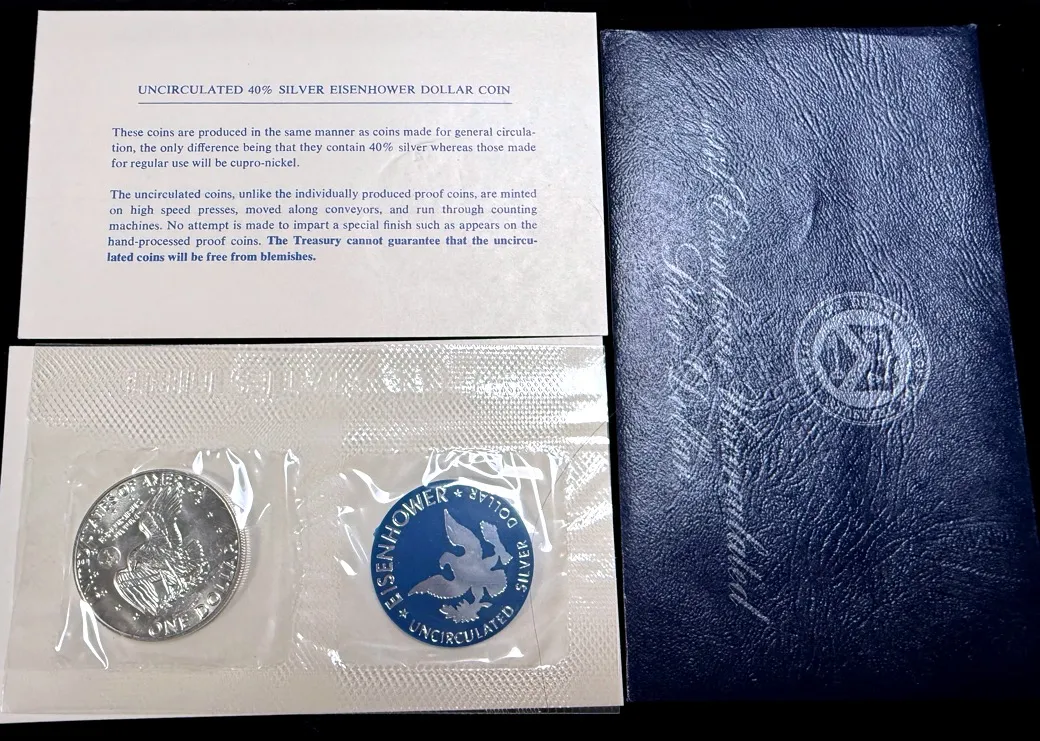 UNCIRCULATED 40% SILVER EISENHOWER DOLLAR COIN
These coins are produced in the same manner as coins made for general circula-
tion, the only difference being that they contain 40% silver whereas those made
for regular use will be cupro-nickel.
The uncirculated coins, unlike the individually produced proof coins, are minted
on high speed presses, moved along conveyors, and run through counting
machines. No attempt is made to impart a special finish such as appears on the
hand-processed proof coins. The Treasury cannot guarantee that the uncircu-
lated coins will be free from blemishes.
STATES OF AMERICA
ONE DOLLAR
EISENHOWER
DOLLAR
SILVER
UNCIRCULATED
Silver Dollar